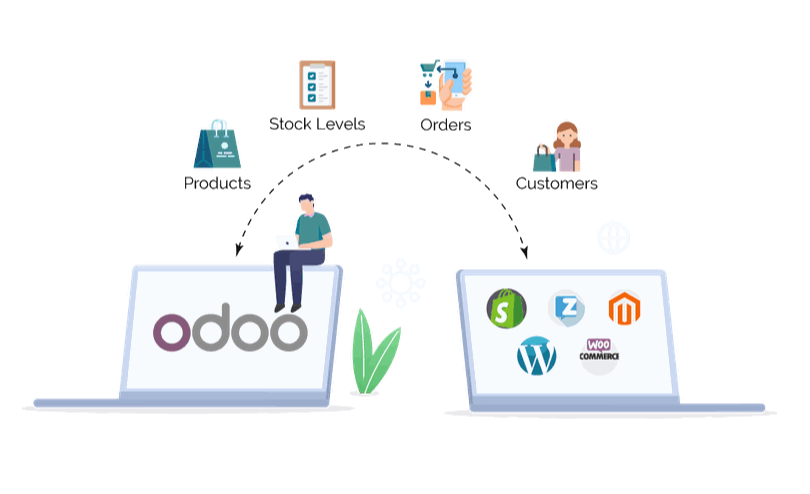 Stock Levels
Orders
Products
Customers
odoo
S
Z
W
WOO
COMMERCE